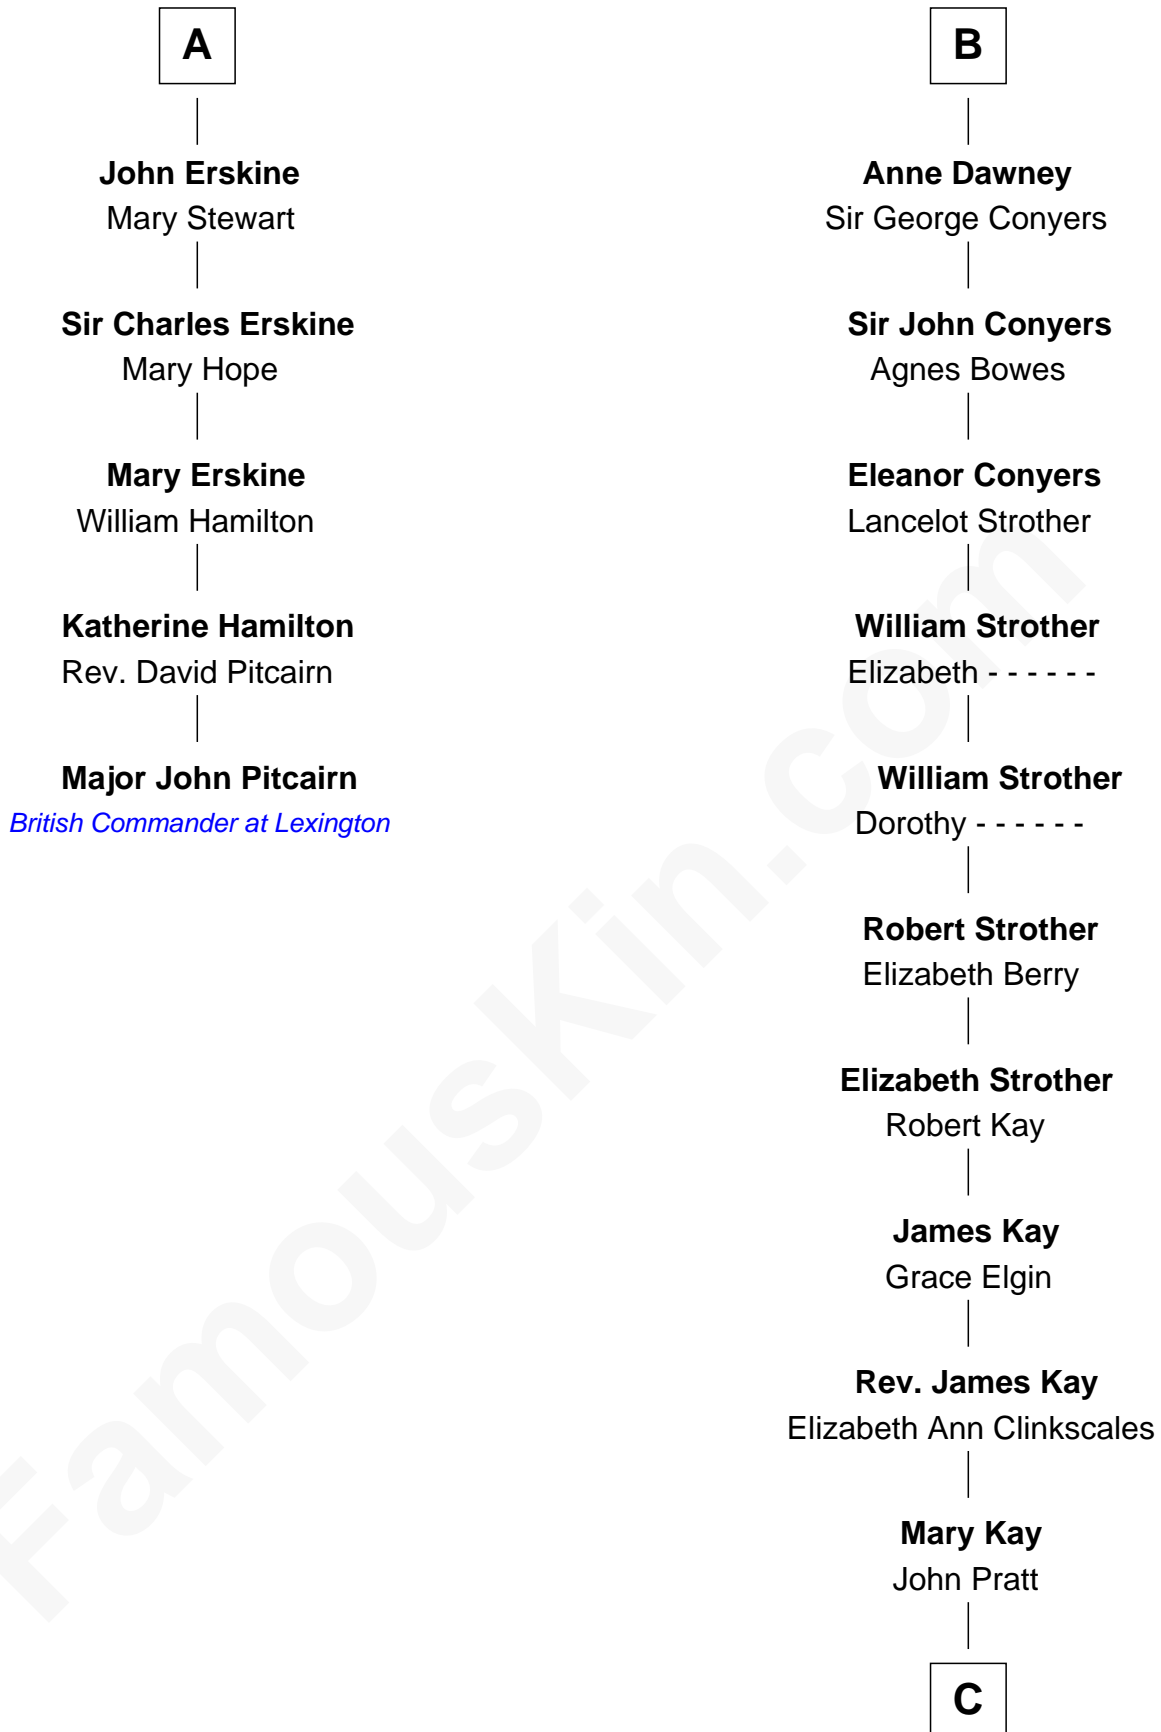 A
John Erskine
Mary Stewart
Sir Charles Erskine
Mary Hope
Mary Erskine
William Hamilton
Katherine Hamilton
Rev. David Pitcairn
Major John Pitcairn
British Commander at Lexington
B
Anne Dawney
Sir George Conyers
Sir John Conyers
Agnes Bowes
Eleanor Conyers
Lancelot Strother
William Strother
Elizabeth - - - - - -
William Strother
Dorothy - - - - - -
Robert Strother
Elizabeth Berry
Elizabeth Strother
Robert Kay
James Kay
Grace Elgin
Rev. James Kay
Elizabeth Ann Clinkscales
Mary Kay
John Pratt
C
FamousKin.com